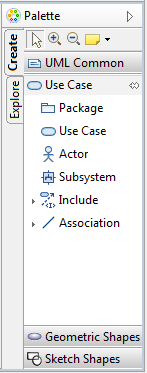 Palette
Create
Explore
UML Common
Use Case
Package
Use Case
Actor
Subsystem
Include
Association
Geometric Shapes
Sketch Shapes